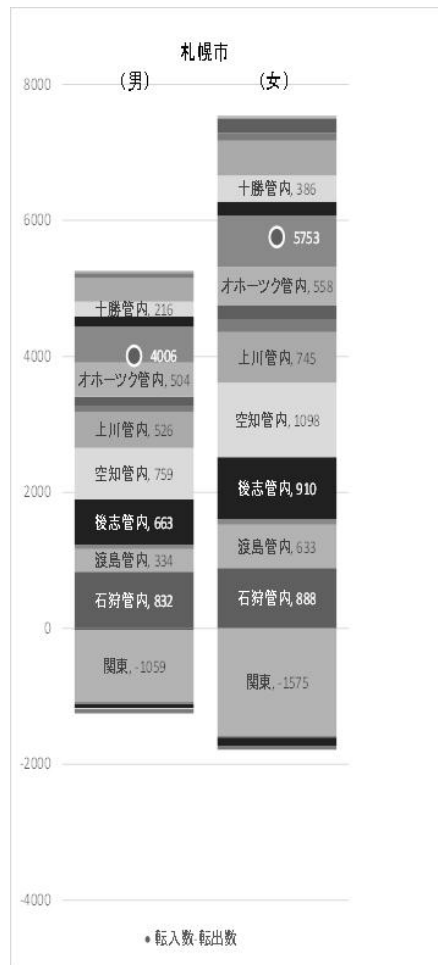 札幌市
(男) (女)
8000
6000
4000
2000
0
-2000
-4000
十勝管内, 216
4006
オホーツク管内, 504
上川管内, 526
空知管内, 759
後志管内, 663
渡島管内, 334
石狩管内, 832
関東, -1059
十勝管内, 386
5753
オホーツク管内, 558
上川管内, 745
空知管内, 1098
後志管内, 910
渡島管内, 633
石狩管内, 888
関東, -1575
転入数-転出数